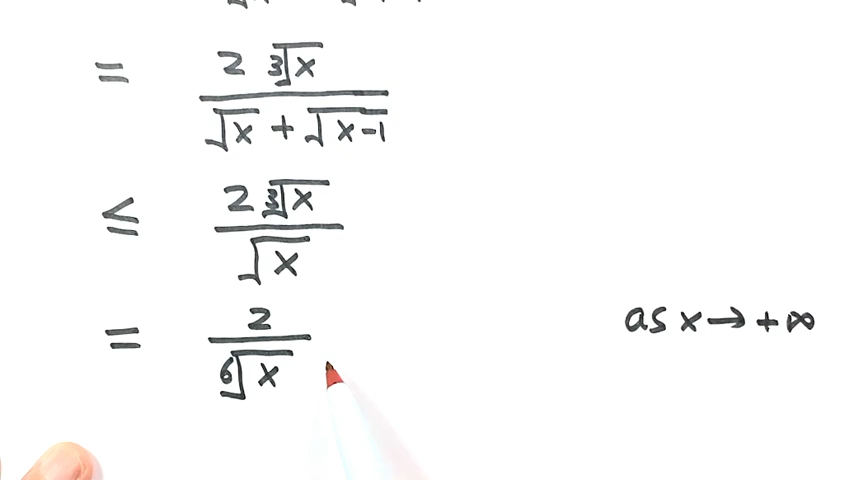 = 2 ∛x / (√x + √(x-1))
≤ 2 ∛x / √x
= 2 / ⁶√x as x → +∞